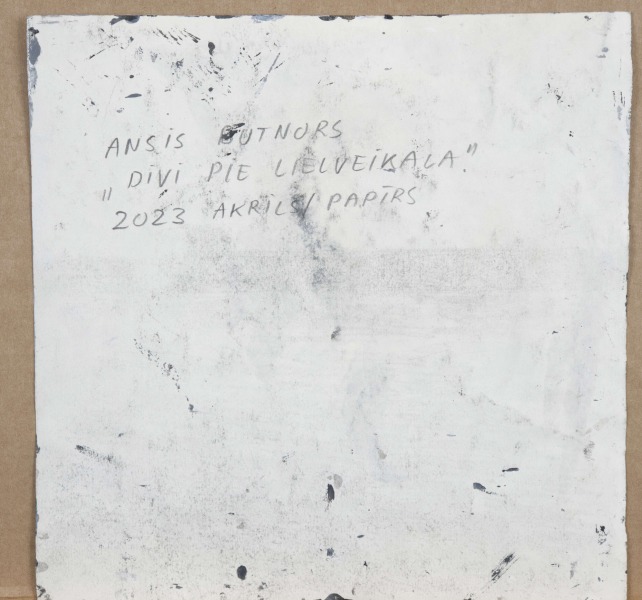 ANSIS BUTNORS
"DIVI PIE LIELVEIKALA."
2023 AKRILS/PAPĪRS